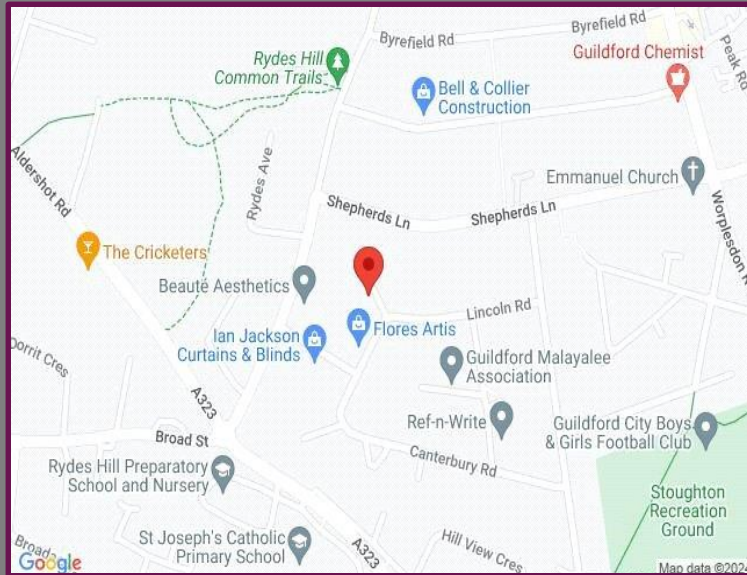 Byrefield Rd
Peak Rd
Rydes Hill
Common Trails
Guildford Chemist
Bell & Collier
Construction
Aldershot Rd
Rydes Ave
Emmanuel Church
Shepherds Ln
Shepherds Ln
The Cricketers
Worplesdon
Beauté Aesthetics
Lincoln Rd
Flores Artis
Ian Jackson
Curtains & Blinds
Guildford Malayalee
Association
orrit Cres
A323
Ref-n-Write
Guildford City Boys
& Girls Football Club
Broad St
Canterbury Rd
Rydes Hill Preparatory
School and Nursery
Stoughton
Recreation
Ground
St Joseph's Catholic
Primary School
A323
Hill View Cres
Broad
Google
Map data ©2024